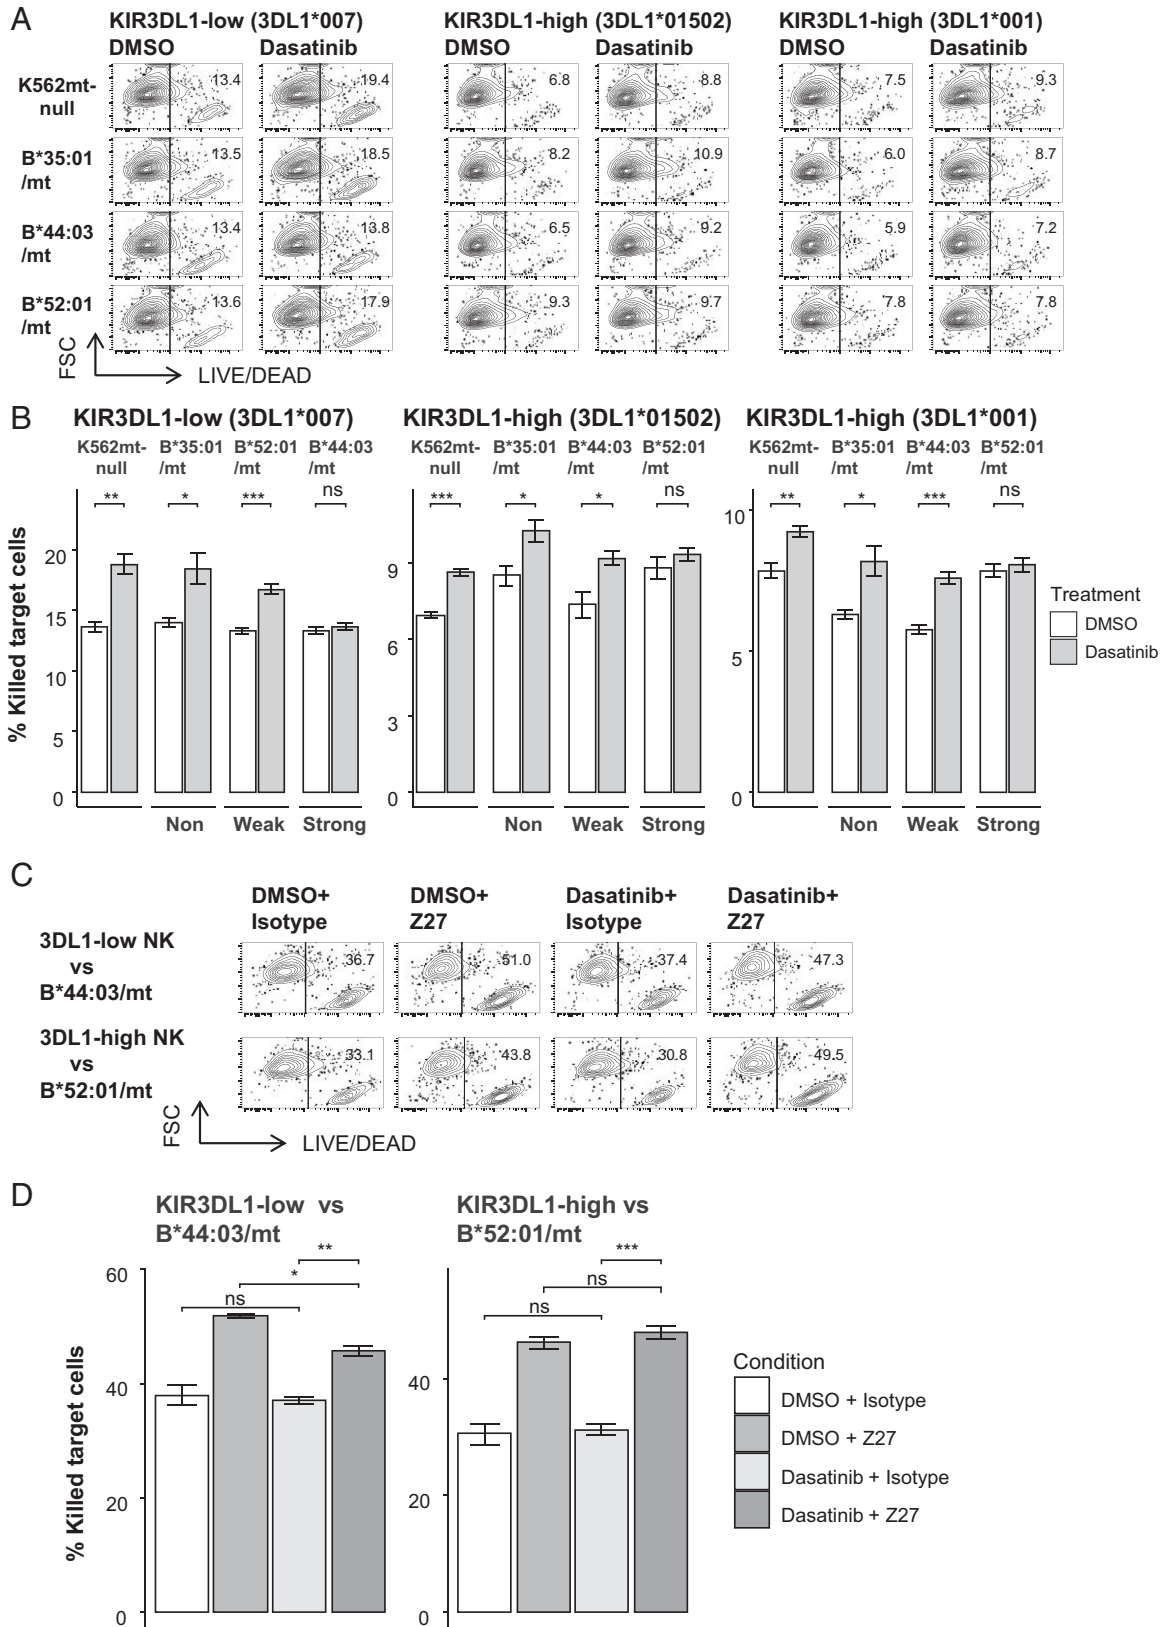 A
KIR3DL1-low (3DL1*007)
KIR3DL1-high (3DL1*01502)
KIR3DL1-high (3DL1*001)
DMSO Dasatinib DMSO Dasatinib DMSO Dasatinib
K562mt-
null
13.4 19.4 6.8 8.8 7.5 9.3
B*35:01
/mt
13.5 18.5 8.2 10.9 6.0 8.7
B*44:03
/mt
13.4 13.8 6.5 9.2 5.9 7.2
B*52:01
/mt
13.6 17.9 9.3 9.7 7.8 7.8
FSC
LIVE/DEAD
B
KIR3DL1-low (3DL1*007)
K562mt- B*35:01 B*52:01 B*44:03
null /mt /mt /mt
** * *** ns
% Killed target cells
20
15
10
5
0
Non Weak Strong
KIR3DL1-high (3DL1*01502)
K562mt- B*35:01 B*44:03 B*52:01
null /mt /mt /mt
*** * * ns
9
6
3
0
Non Weak Strong
KIR3DL1-high (3DL1*001)
K562mt- B*35:01 B*44:03 B*52:01
null /mt /mt /mt
** * *** ns
10
5
0
Non Weak Strong
Treatment
DMSO
Dasatinib
C
DMSO+ DMSO+ Dasatinib+ Dasatinib+
Isotype Z27 Isotype Z27
3DL1-low NK
vs
B*44:03/mt
36.7 51.0 37.4 47.3
3DL1-high NK
vs
B*52:01/mt
33.1 43.8 30.8 49.5
FSC
LIVE/DEAD
D
KIR3DL1-low vs
B*44:03/mt
**
*
ns
% Killed target cells
60
40
20
0
KIR3DL1-high vs
B*52:01/mt
***
ns
ns
40
20
0
Condition
DMSO + Isotype
DMSO + Z27
Dasatinib + Isotype
Dasatinib + Z27